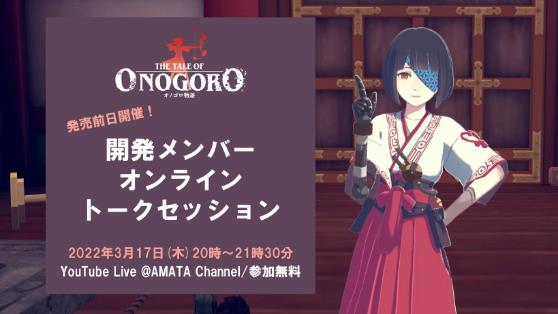 THE TALE OF
ONOGORO
オノゴロ物語
発売前日開催！
開発メンバー
オンライン
トークセッション
2022年3月17日(木)20時〜21時30分
YouTube Live @AMATA Channel/参加無料